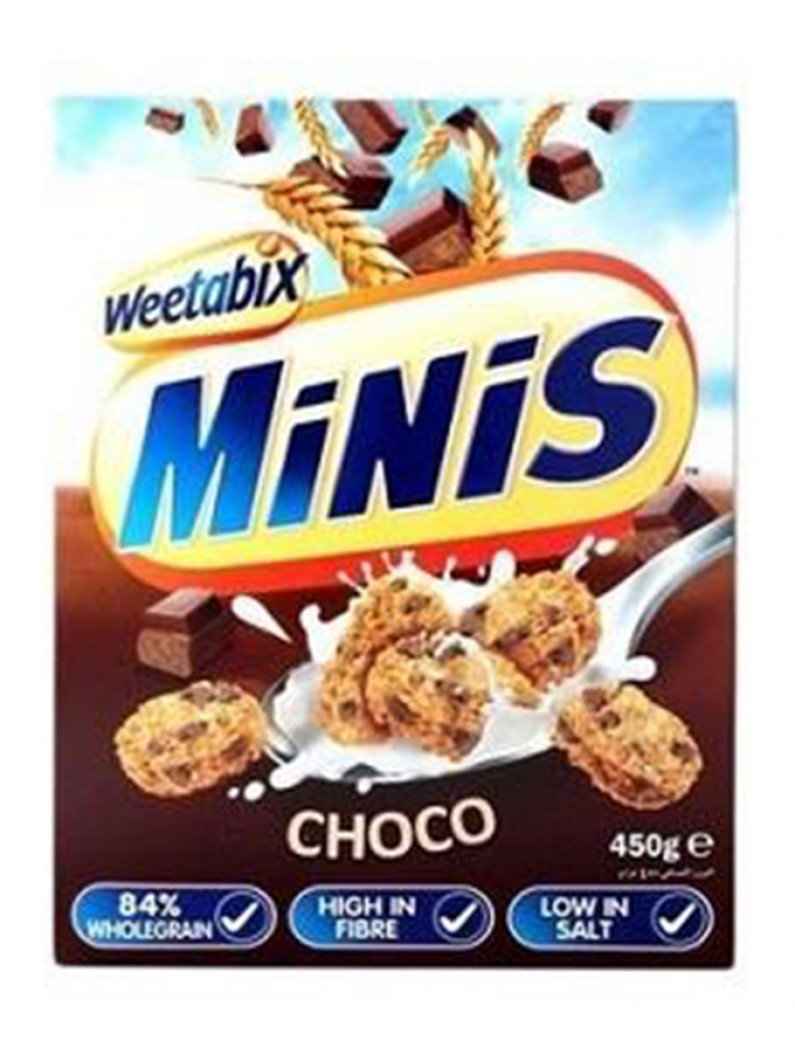 Weetabix
MiNiS
™
CHOCO
450g ℮
84%
WHOLEGRAIN
HIGH IN
FIBRE
LOW IN
SALT